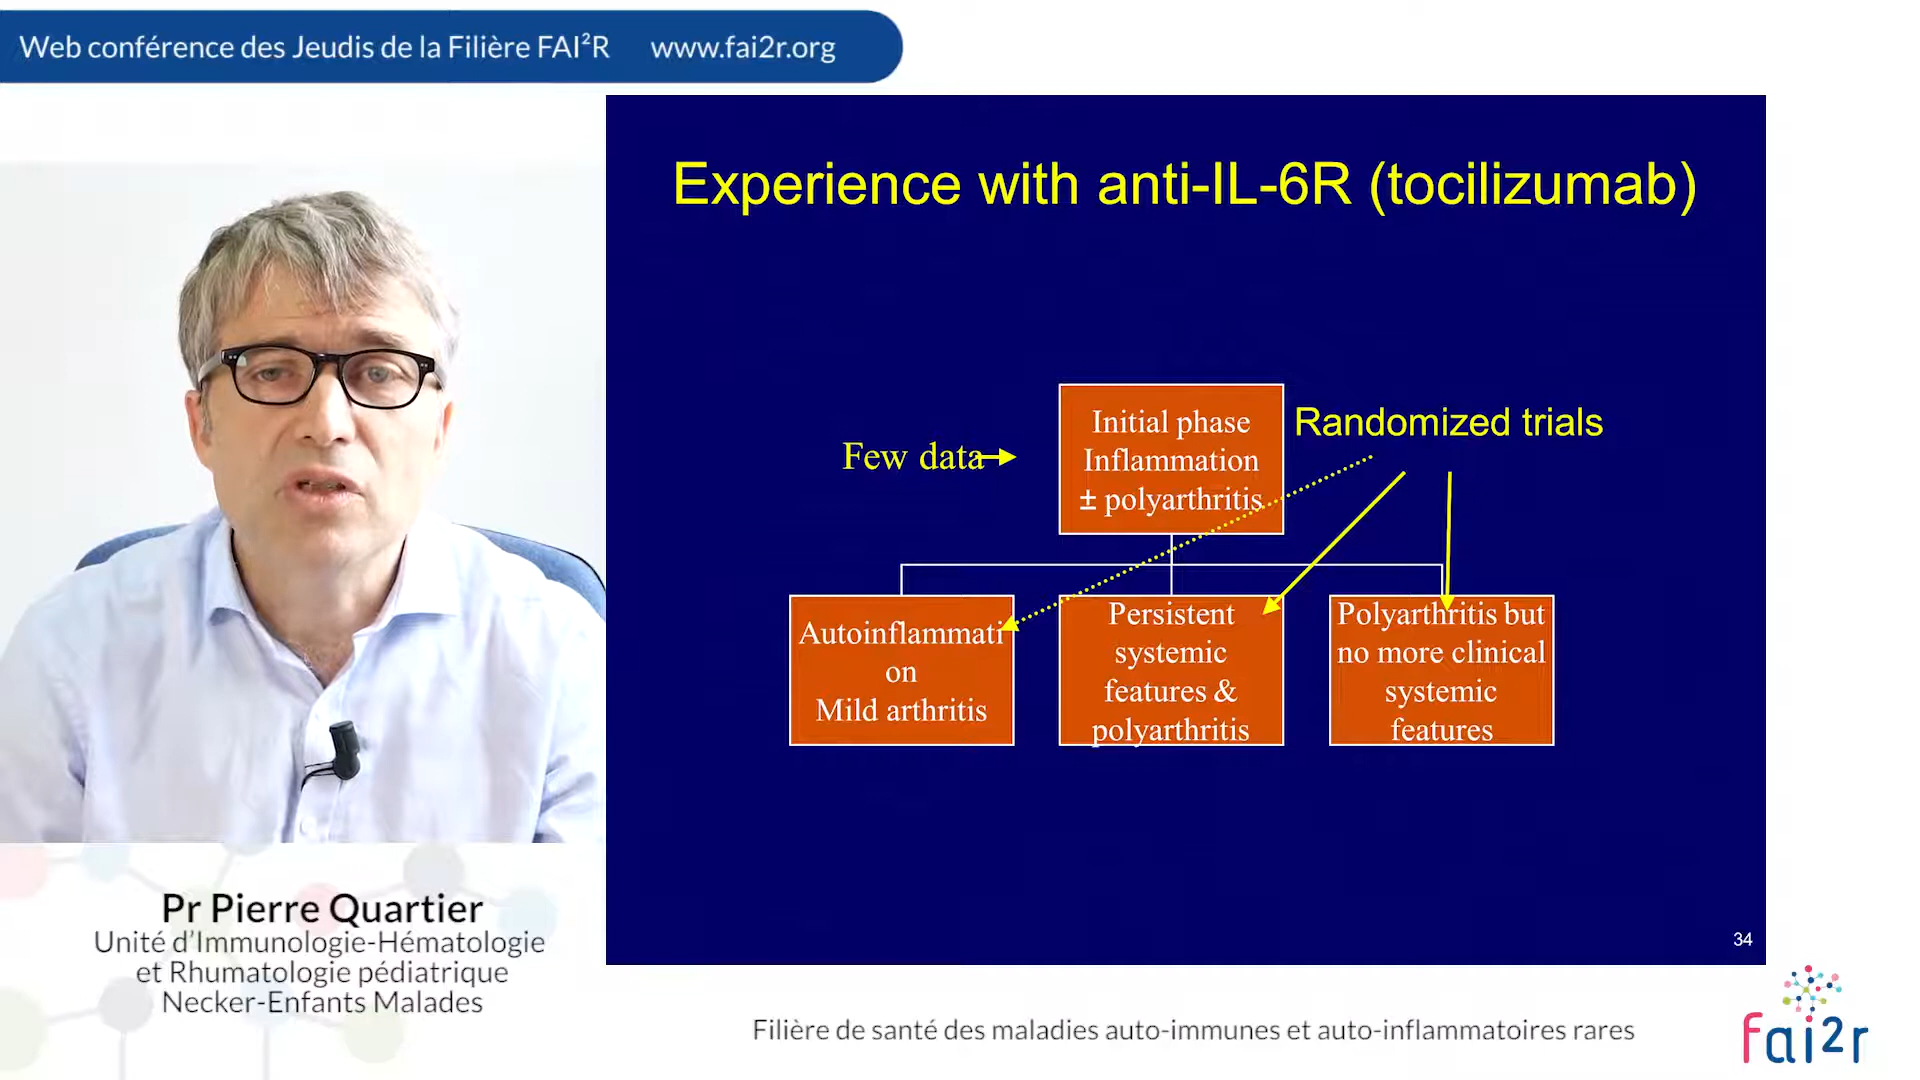 Web conférence des Jeudis de la Filière FAI²R www.fai2r.org
Experience with anti-IL-6R (tocilizumab)
Few data
Initial phase
Inflammation
± polyarthritis
Randomized trials
Autoinflammati
on
Mild arthritis
Persistent
systemic
features &
polyarthritis
Polyarthritis but
no more clinical
systemic
features
34
Pr Pierre Quartier
Unité d’Immunologie-Hématologie
et Rhumatologie pédiatrique
Necker-Enfants Malades
Filière de santé des maladies auto-immunes et auto-inflammatoires rares
fai2r